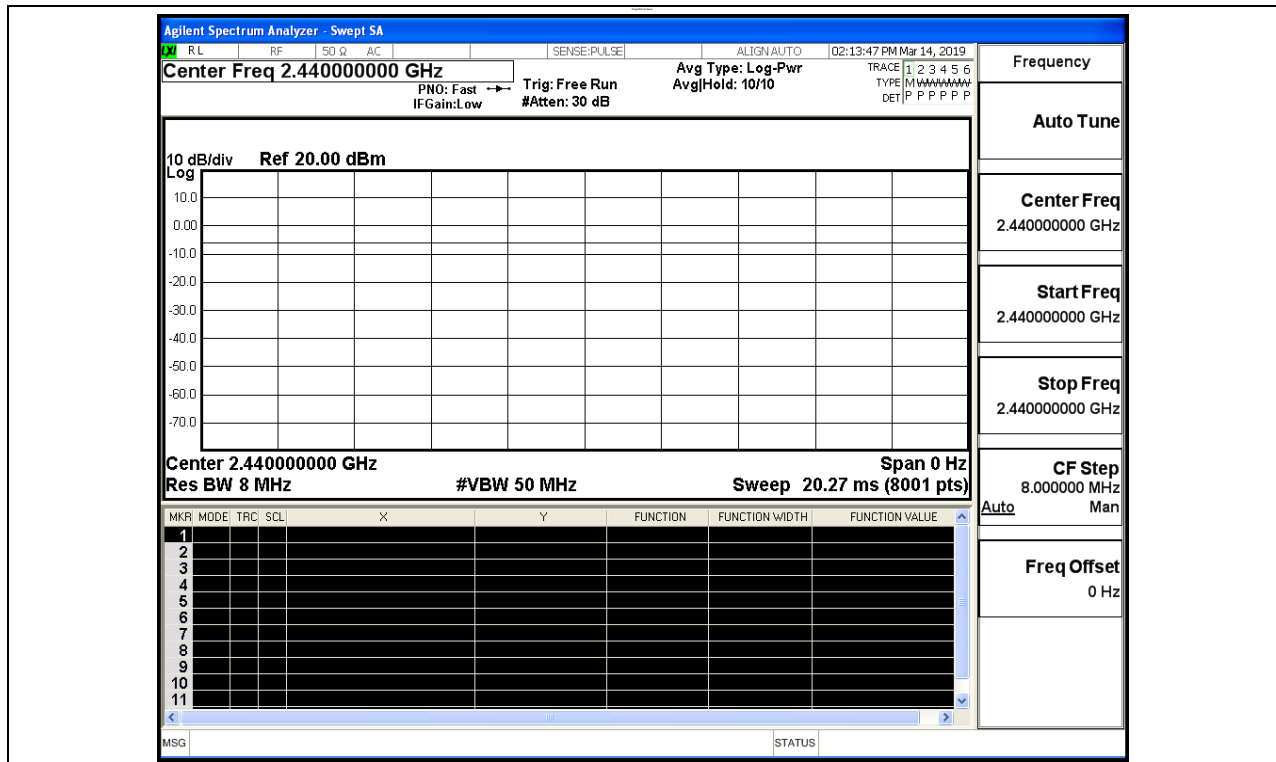 Agilent Spectrum Analyzer - Swept SA
LXI RL RF 50 Ω AC SENSE:PULSE ALIGN AUTO 02:13:47 PM Mar 14, 2019
Center Freq 2.440000000 GHz
PNO: Fast
IFGain:Low
Trig: Free Run
#Atten: 30 dB
Avg Type: Log-Pwr
Avg|Hold: 10/10
TRACE 1 2 3 4 5 6
TYPE M WWWWW
DET P P P P P P
10 dB/div Ref 20.00 dBm
Log
10.0
0.00
-10.0
-20.0
-30.0
-40.0
-50.0
-60.0
-70.0
Center 2.440000000 GHz Span 0 Hz
Res BW 8 MHz #VBW 50 MHz Sweep 20.27 ms (8001 pts)
MKR MODE TRC SCL X Y FUNCTION FUNCTION WIDTH FUNCTION VALUE
1
2
3
4
5
6
7
8
9
10
11
MSG STATUS
Frequency
Auto Tune
Center Freq
2.440000000 GHz
Start Freq
2.440000000 GHz
Stop Freq
2.440000000 GHz
CF Step
8.000000 MHz
Auto Man
Freq Offset
0 Hz